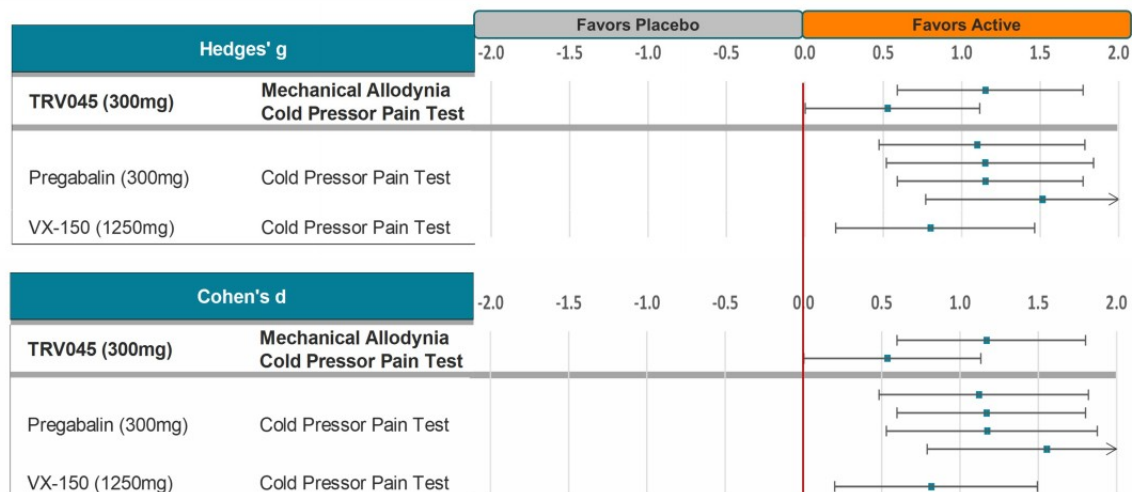 Favors Placebo Favors Active
Hedges' g -2.0 -1.5 -1.0 -0.5 0.0 0.5 1.0 1.5 2.0
TRV045 (300mg) Mechanical Allodynia
Cold Pressor Pain Test
Pregabalin (300mg) Cold Pressor Pain Test
VX-150 (1250mg) Cold Pressor Pain Test
Cohen's d -2.0 -1.5 -1.0 -0.5 0.0 0.5 1.0 1.5 2.0
TRV045 (300mg) Mechanical Allodynia
Cold Pressor Pain Test
Pregabalin (300mg) Cold Pressor Pain Test
VX-150 (1250mg) Cold Pressor Pain Test